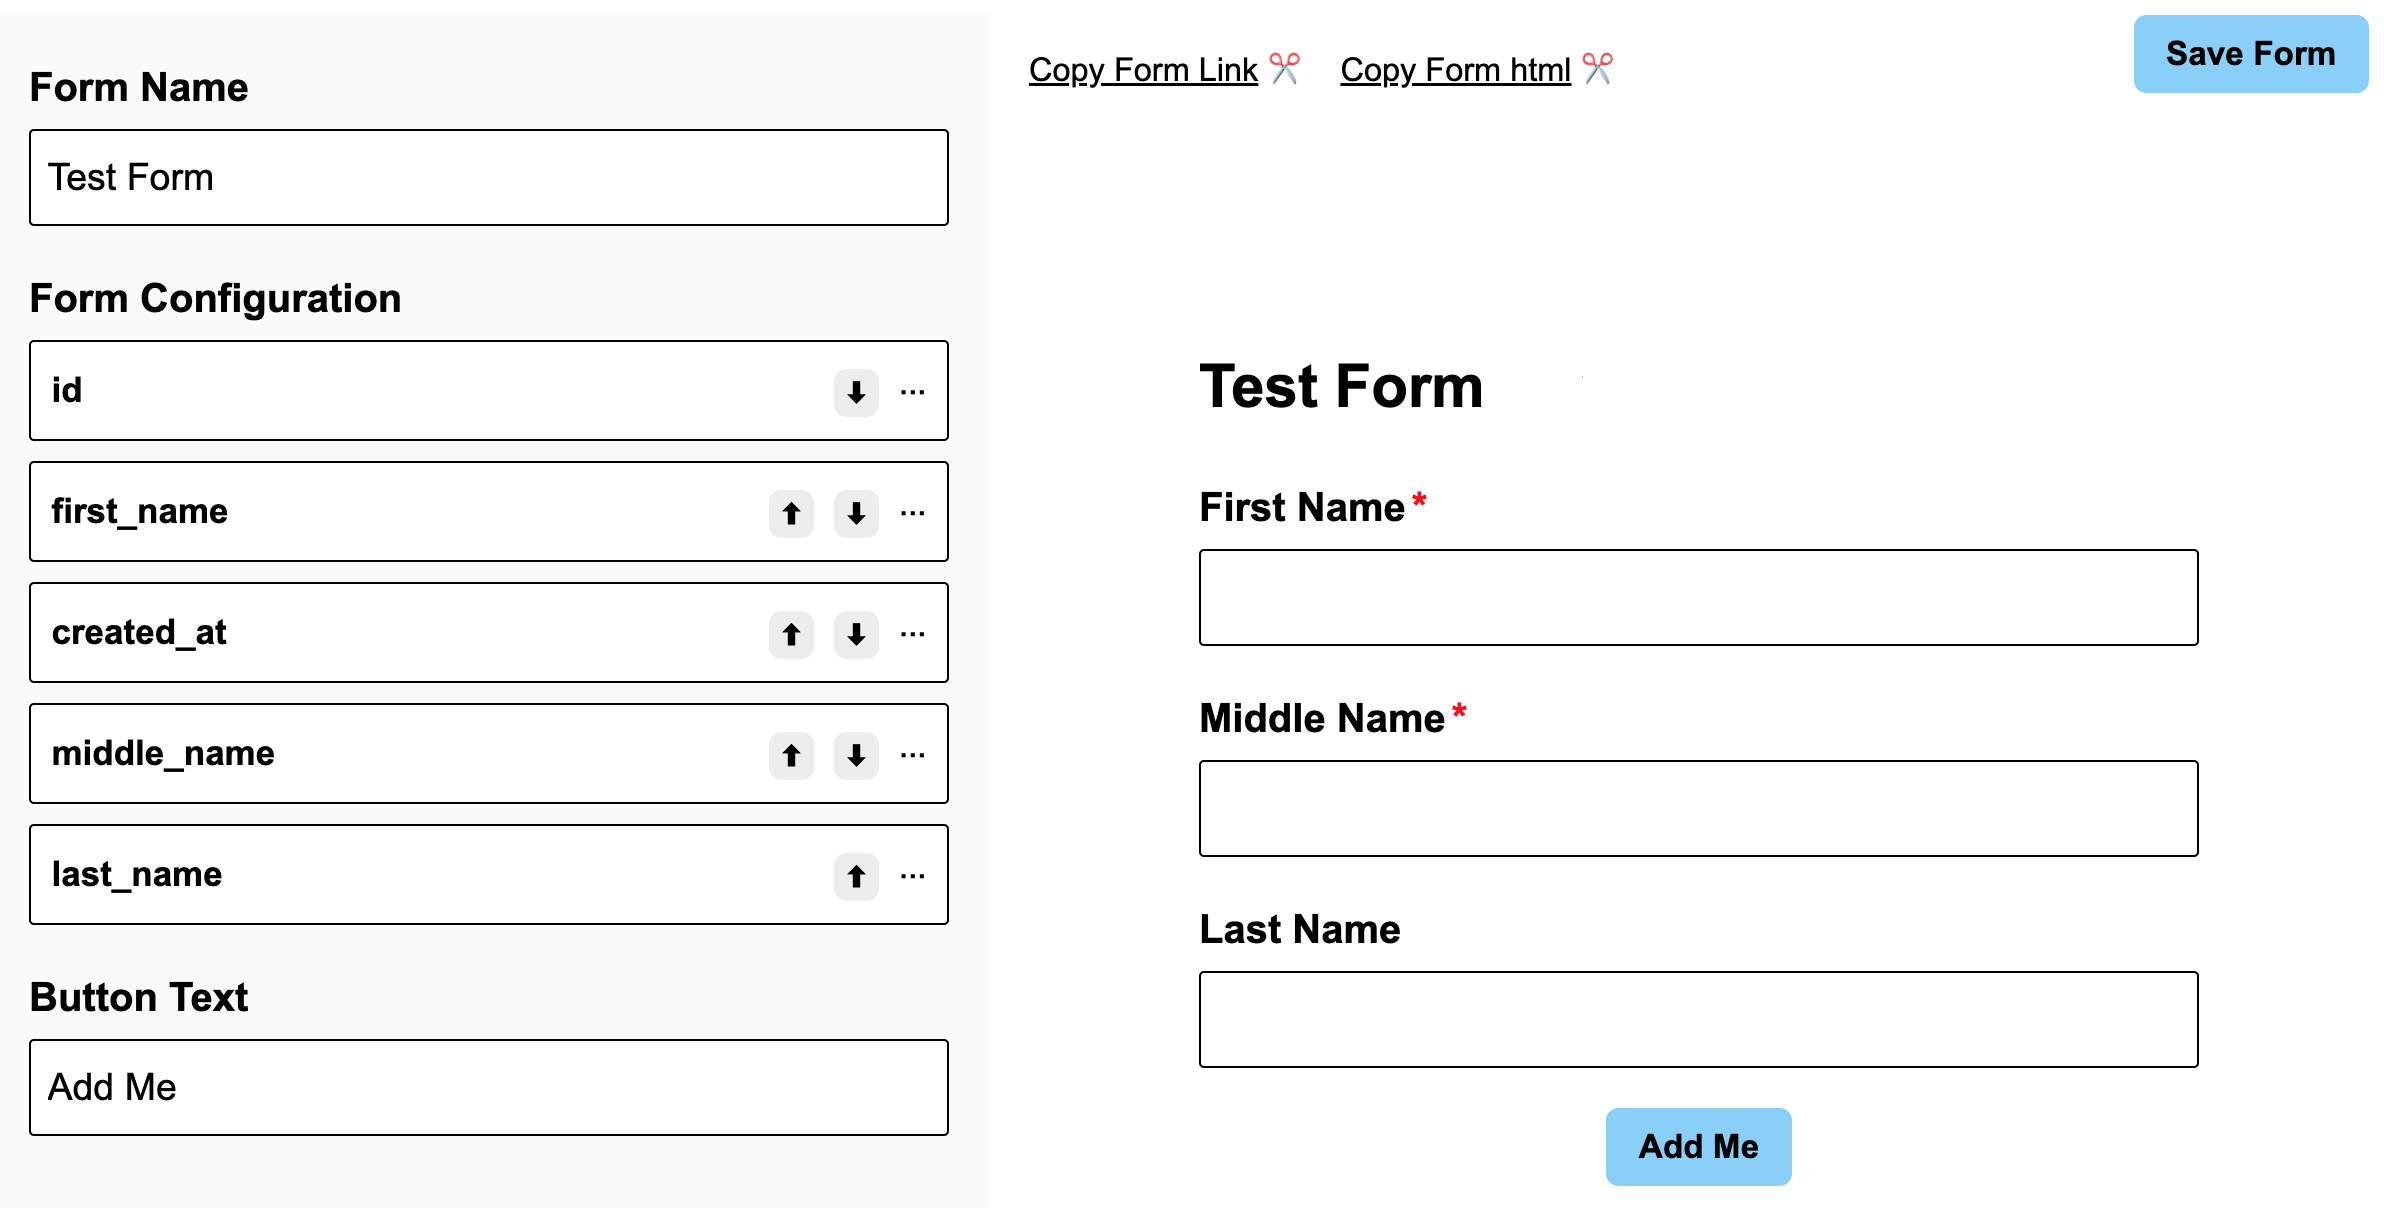 Form Name
Test Form
Form Configuration
id
first_name
created_at
middle_name
last_name
Button Text
Add Me
Copy Form Link ✂️ Copy Form html ✂️
Save Form
Test Form
First Name *
Middle Name *
Last Name
Add Me